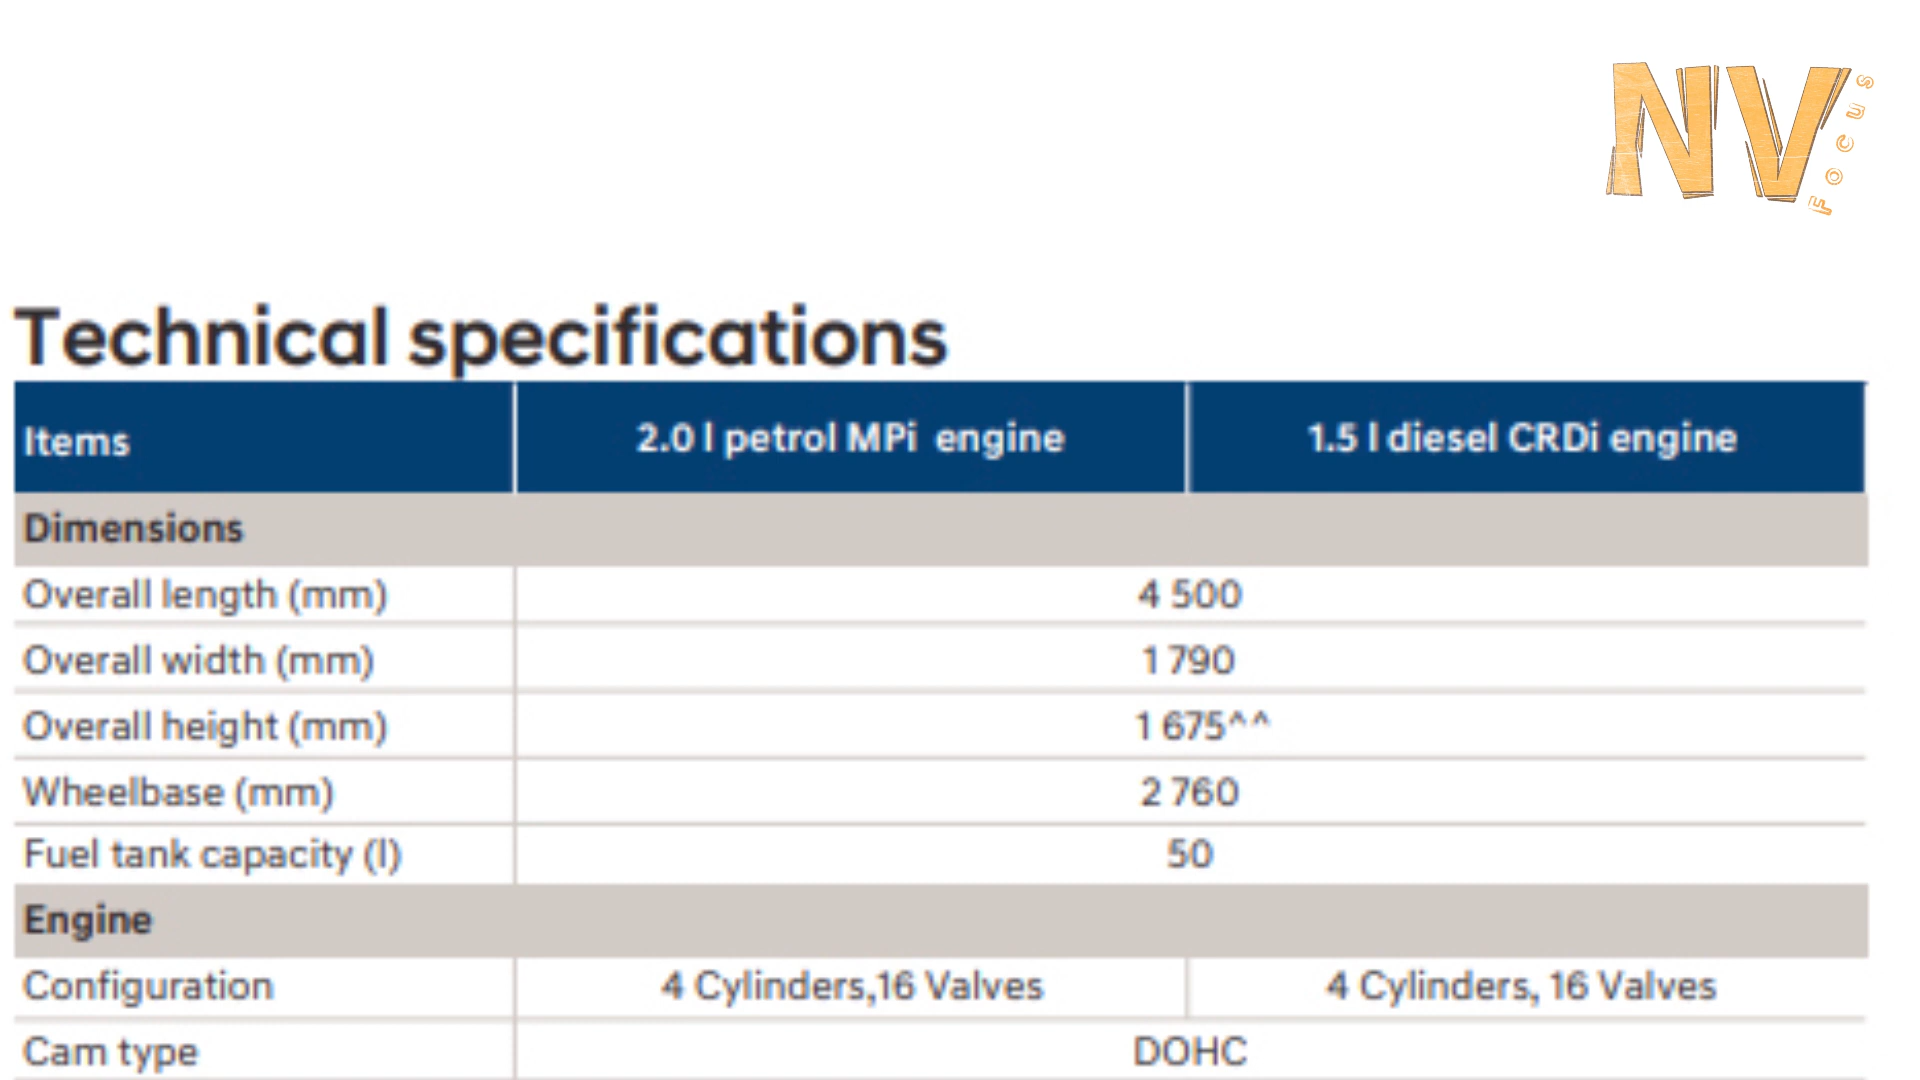 NV
Focus
Technical specifications
Items 2.0 l petrol MPi engine 1.5 l diesel CRDi engine
Dimensions
Overall length (mm) 4 500
Overall width (mm) 1 790
Overall height (mm) 1 675^^
Wheelbase (mm) 2 760
Fuel tank capacity (l) 50
Engine
Configuration 4 Cylinders,16 Valves 4 Cylinders, 16 Valves
Cam type DOHC